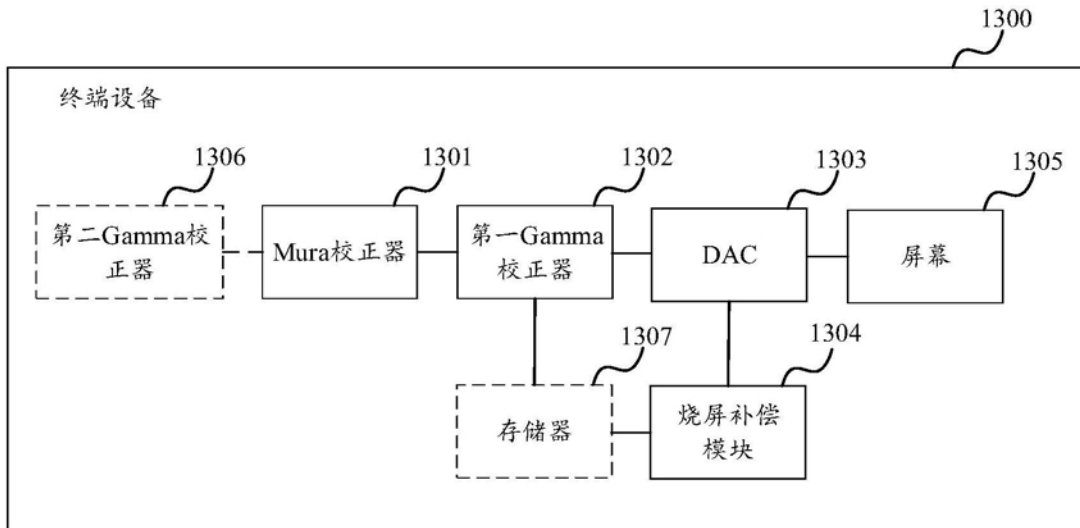 1300
终端设备
1306
1301
1302
1303
1305
第二Gamma校
正器
Mura校正器
第一Gamma
校正器
DAC
屏幕
1307
1304
存储器
烧屏补偿
模块